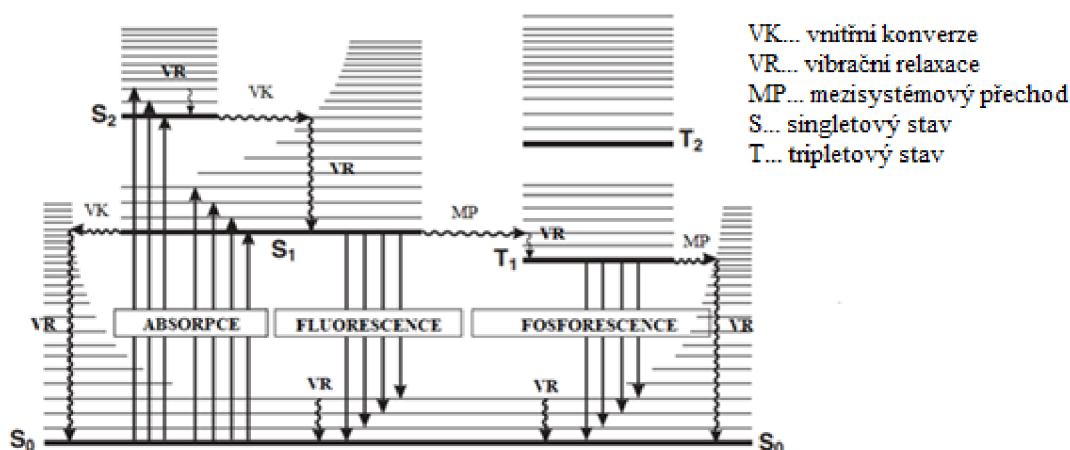 VK... vnitřní konverze
VR... vibrační relaxace
MP... mezisystémový přechod
S... singletový stav
T... tripletový stav
VR
VK
S2
VR
T2
VK
MP
S1
VR
MP
T1
VR
ABSORPCE
FLUORESCENCE
FOSFORESCENCE
VR
VR
VR
S0
S0